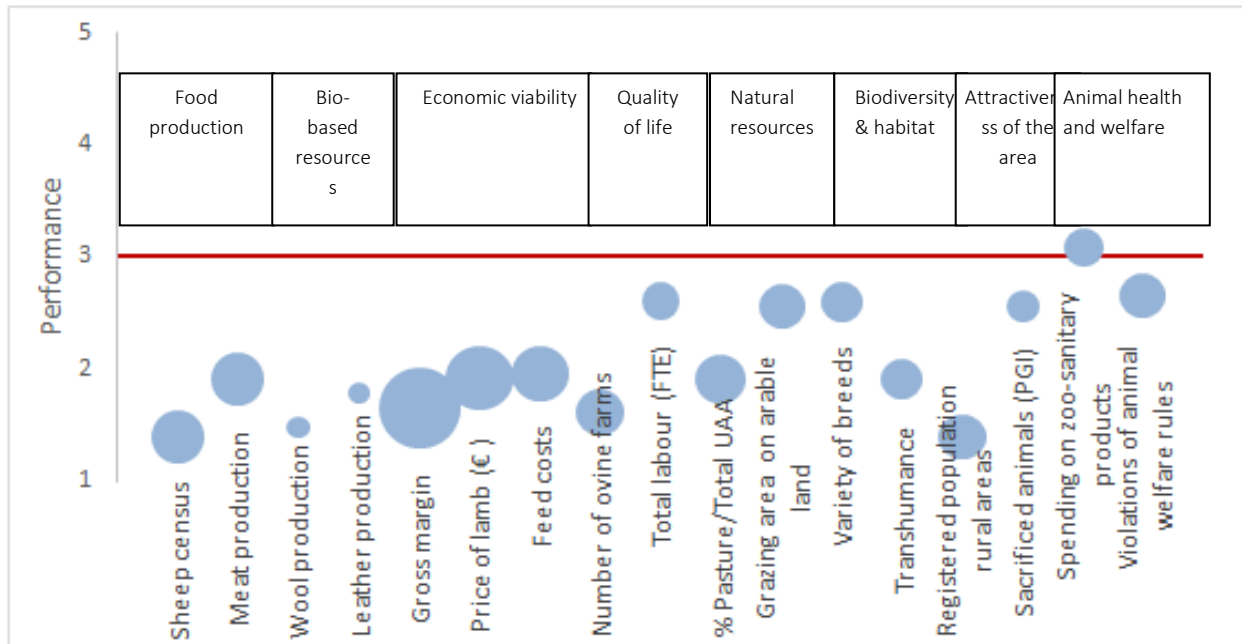 5
4
3
2
1
Performance
Food
production
Bio-
based
resource
s
Economic viability
Quality
of life
Natural
resources
Biodiversity
& habitat
Attractiver
ss of the
area
Animal health
and welfare
Sheep census
Meat production
Wool production
Leather production
Gross margin
Price of lamb (€ )
Feed costs
Number of ovine farms
Total labour (FTE)
% Pasture/Total UAA
Grazing area on arable
land
Variety of breeds
Transhumance
Registered population
rural areas
Sacrificed animals (PGI)
Spending on zoo-sanitary
products
Violations of animal
welfare rules